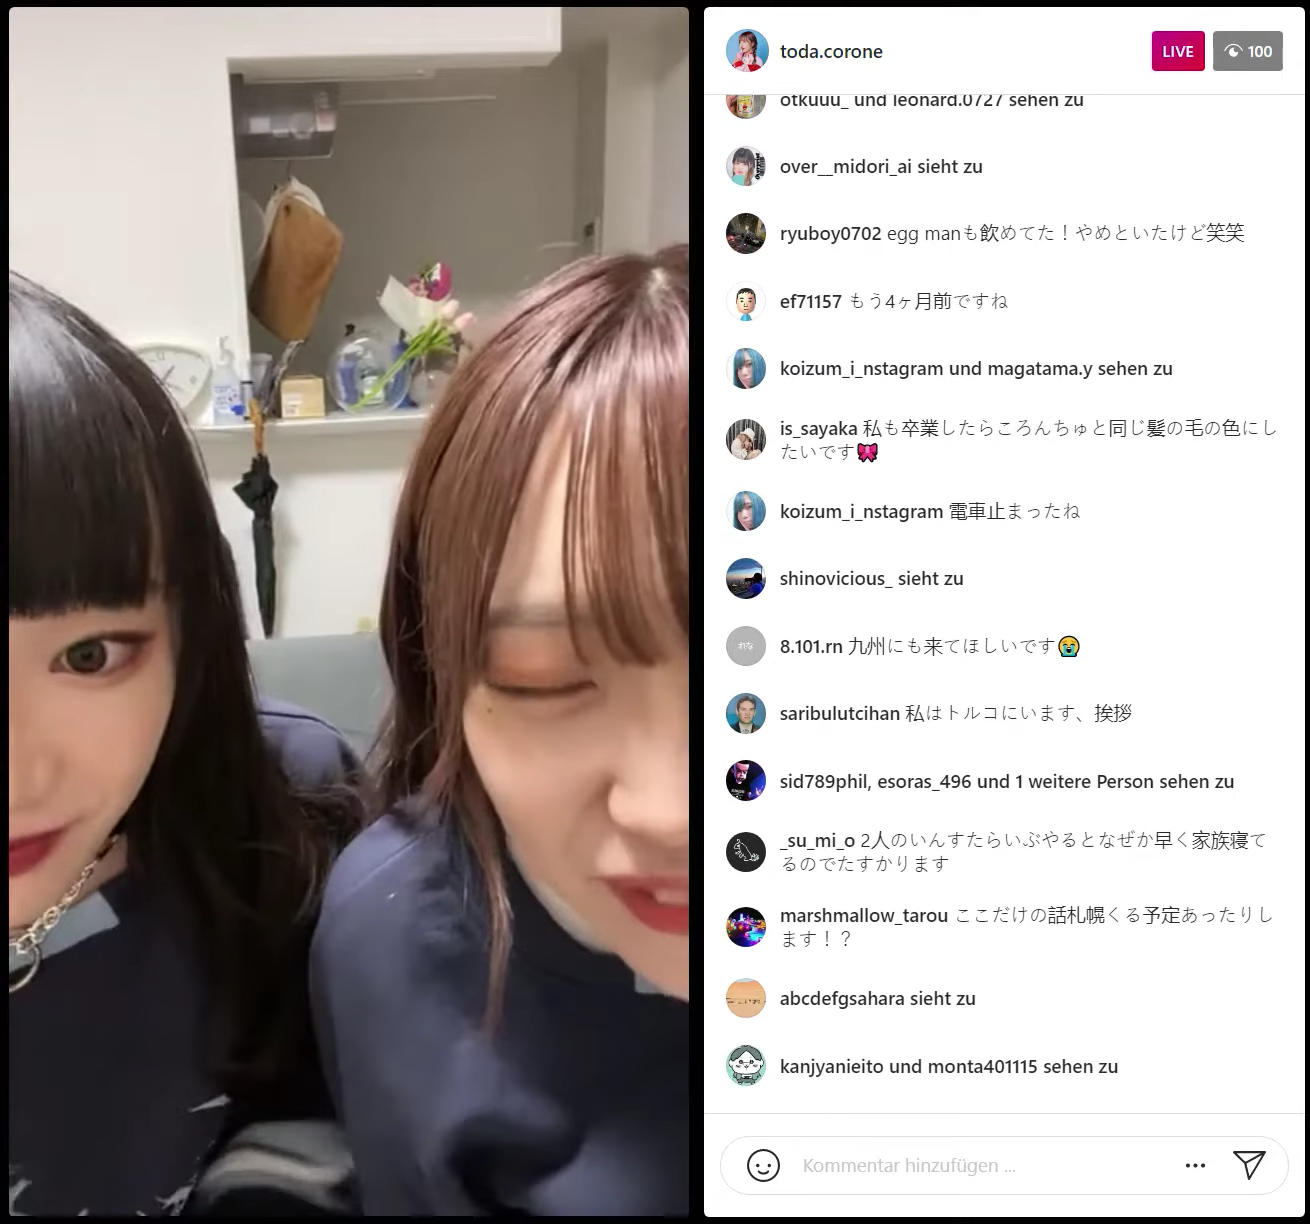 toda.corone
LIVE
100
otkuuu_ und leonard.0727 sehen zu
over__midori_ai sieht zu
ryuboy0702 egg manも飲めてた！やめといたけど笑笑
ef71157 もう4ヶ月前ですね
koizum_i_nstagram und magatama.y sehen zu
is_sayaka 私も卒業したらころんちゅと同じ髪の毛の色にし
たいです🎀
koizum_i_nstagram 電車止まったね
shinovicious_ sieht zu
れな
8.101.rn 九州にも来てほしいです😭
saribulutcihan 私はトルコにいます、挨拶
sid789phil, esoras_496 und 1 weitere Person sehen zu
_su_mi_o 2人のいんすたらいぶやるとなぜか早く家族寝て
るのでたすかります
marshmallow_tarou ここだけの話札幌くる予定あったりし
ます！？
abcdefgsahara sieht zu
kanjyanieito und monta401115 sehen zu
Kommentar hinzufügen ...